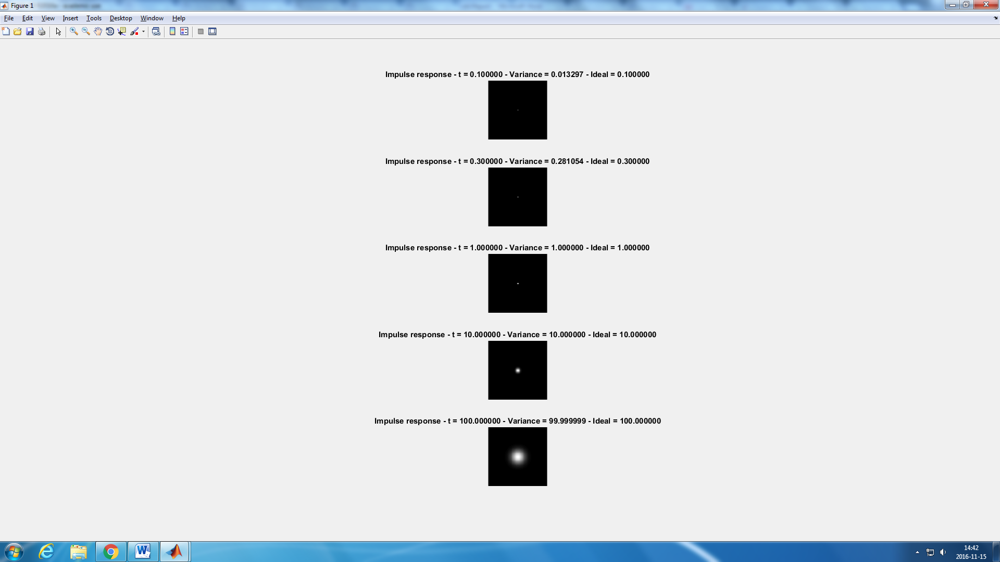 Figure 1
File Edit View Insert Tools Desktop Window Help
Impulse response - t = 0.100000 - Variance = 0.013297 - Ideal = 0.100000
Impulse response - t = 0.300000 - Variance = 0.281054 - Ideal = 0.300000
Impulse response - t = 1.000000 - Variance = 1.000000 - Ideal = 1.000000
Impulse response - t = 10.000000 - Variance = 10.000000 - Ideal = 10.000000
Impulse response - t = 100.000000 - Variance = 99.999999 - Ideal = 100.000000
14:42
2016-11-15